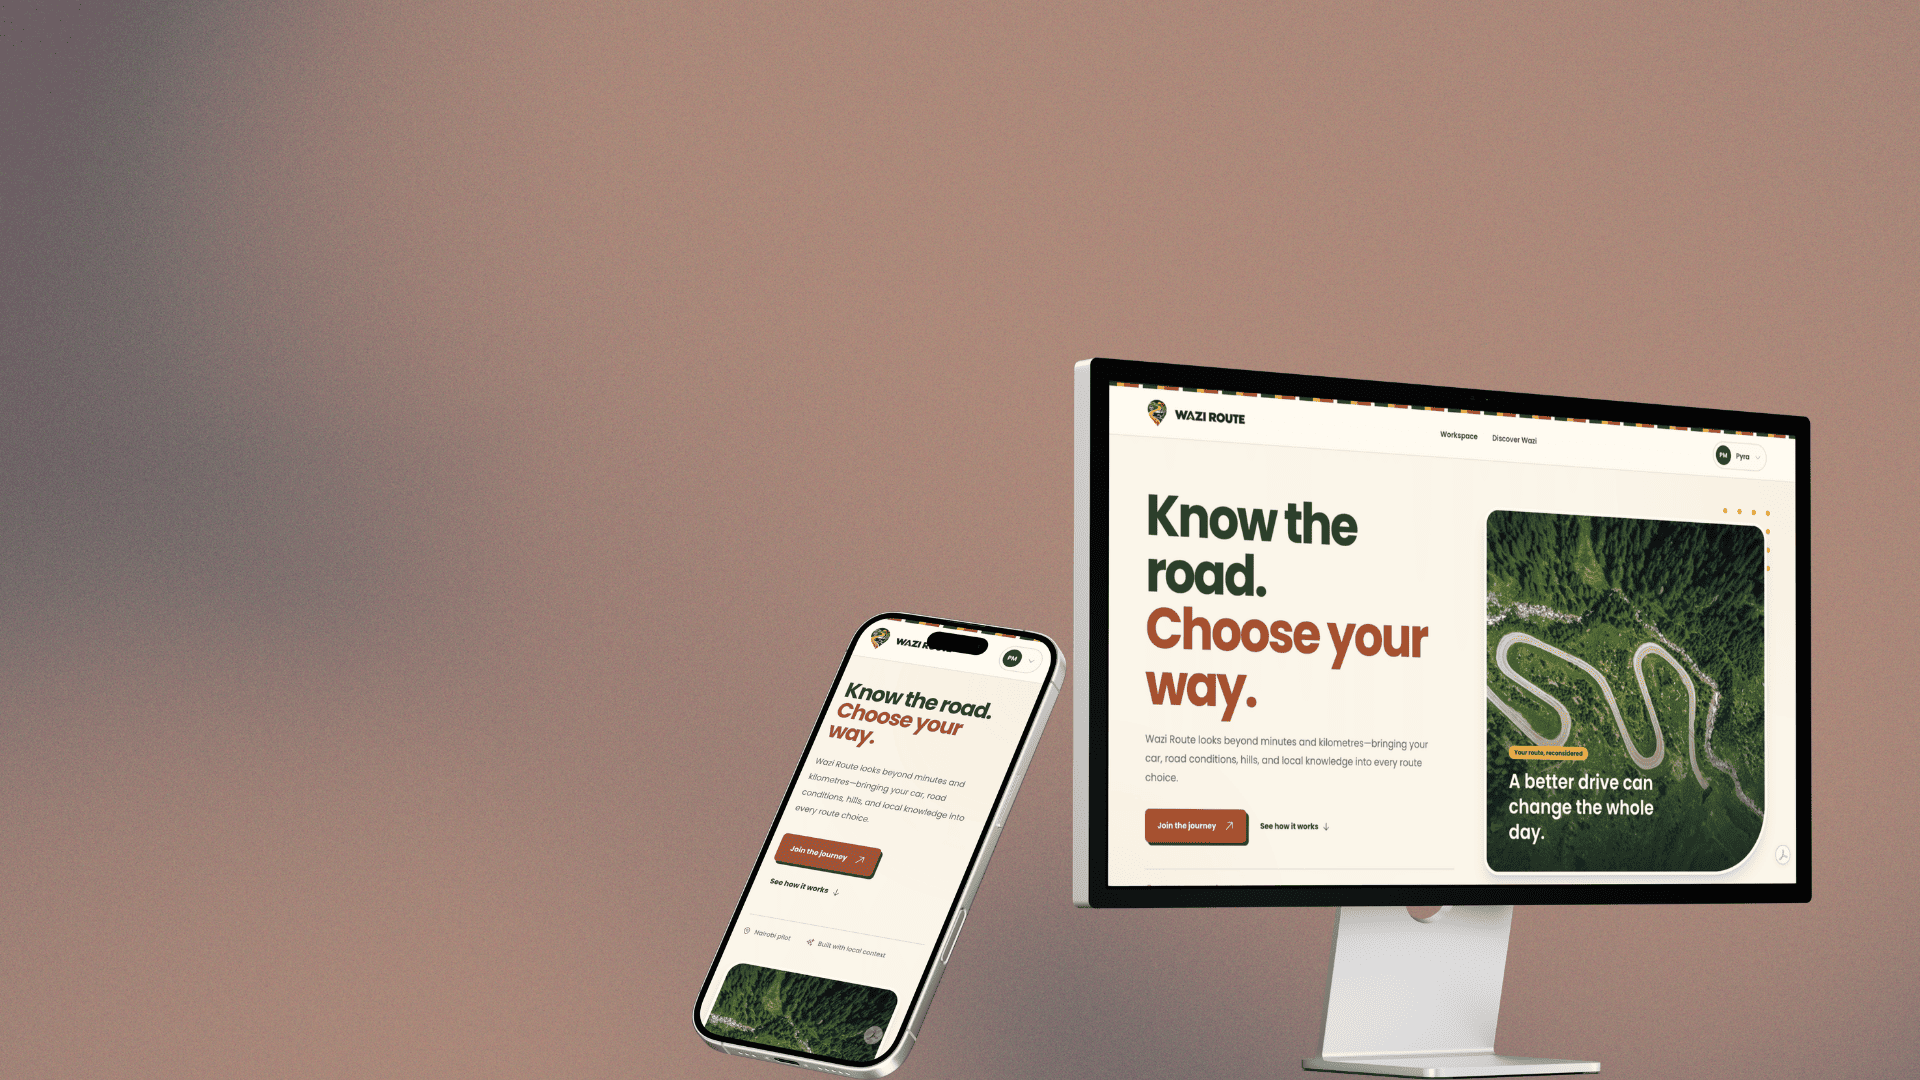 WAZI ROUTE
Workspace
Discover Wazi
PM
Pyra
Know the
road.
Choose your
way.
Wazi Route looks beyond minutes and kilometres—bringing your
car, road conditions, hills, and local knowledge into every route
choice.
Join the journey
See how it works
Your route, reconsidered
A better drive can
change the whole
day.
WAZI
PM
Know the road.
Choose your
way.
Wazi Route looks beyond minutes and
kilometres—bringing your car, road
conditions, hills, and local knowledge into
every route choice.
Join the journey
See how it works
Nairobi pilot
Built with local context